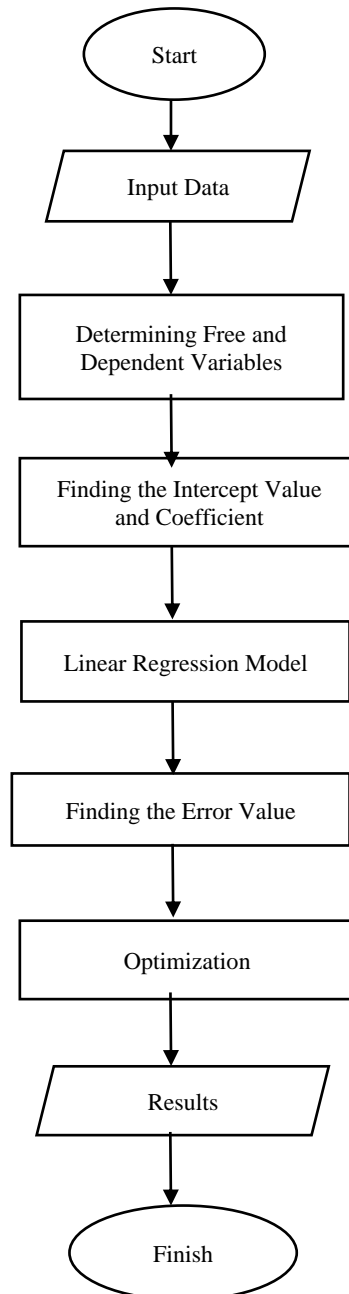 Start
Input Data
Determining Free and
Dependent Variables
Finding the Intercept Value
and Coefficient
Linear Regression Model
Finding the Error Value
Optimization
Results
Finish